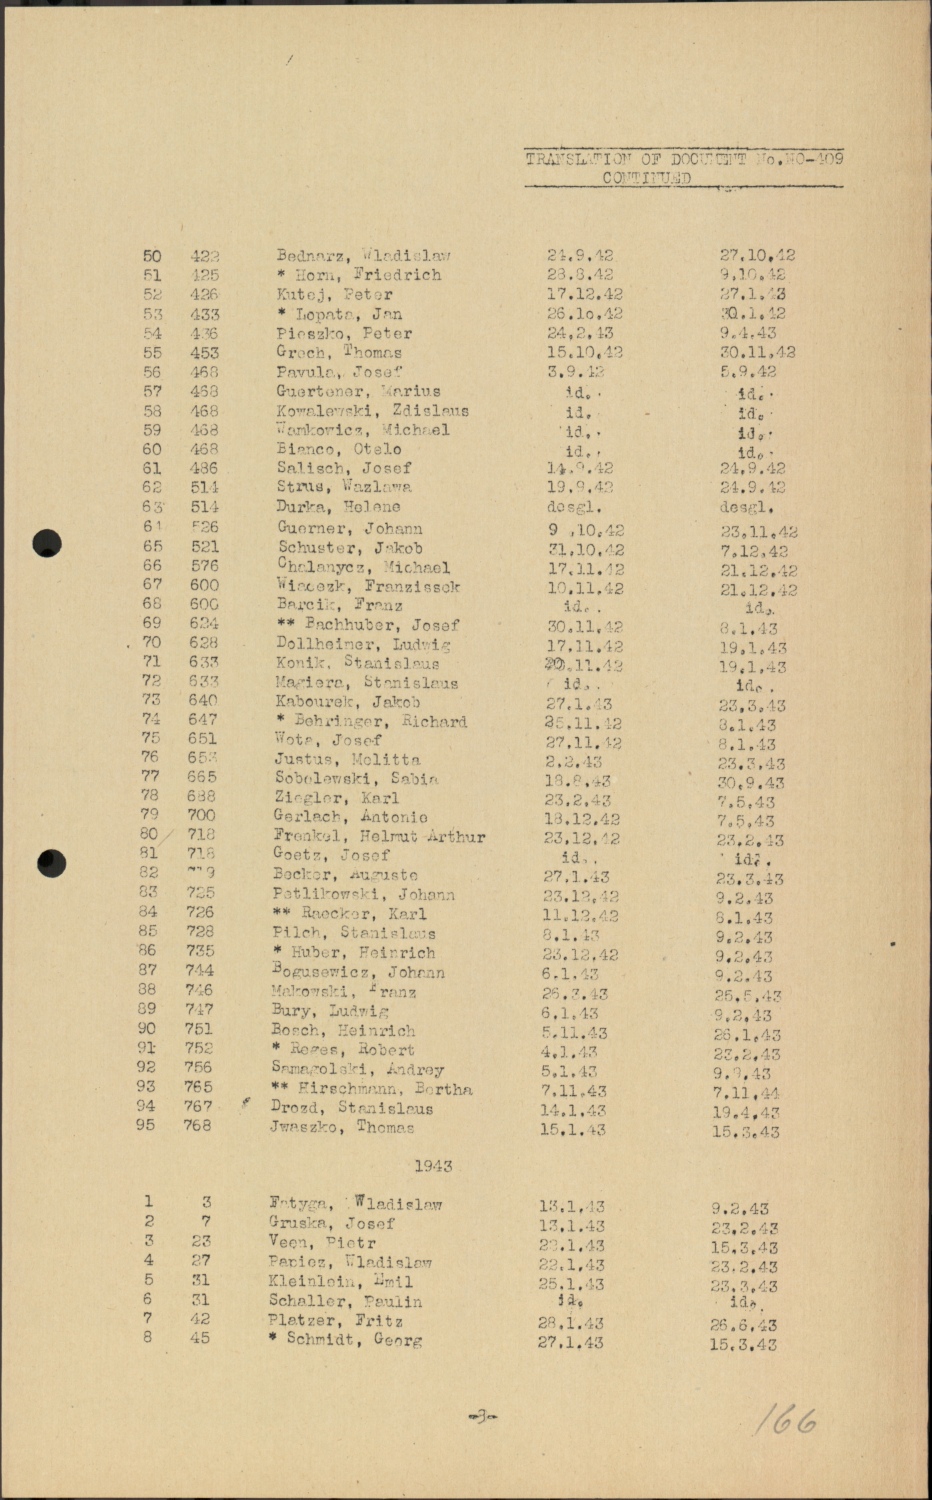 TRANSLATION OF DOCUMENT No.NO-409
CONTINUED
50 422 Bednarz, Wladislaw 24.9.42 27.10.42
51 425 * Horn, Friedrich 28.8.42 9.10.42
52 426 Kutej, Peter 17.12.42 27.1.43
53 433 * Lopata, Jan 26.10.42
54 436 Pieszko, Peter 24.2.43 9.4.43
55 453 Groch, Thomas 15.10.42 30.11.42
56 468 Pavula, Josef 3.9.42 5.9.42
57 468 Guertener, Marius id. id.
58 468 Kowalewski, Zdislaus id. id.
59 468 Wankowicz, Michael id. id.
60 468 Bianco, Otelo id. id.
61 486 Salisch, Josef 14.9.42 24.9.42
62 514 Strus, Wazlawa 19.9.42 24.9.42
63 514 Durka, Helene desgl. desgl.
64 526 Guerner, Johann 9 .10.42 23.11.42
65 521 Schuster, Jakob 31.10.42 7.12.42
66 576 Chalanycz, Michael 17.11.42 21.12.42
67 600 Wiacezk, Franzissek 10.11.42 21.12.42
68 600 Barcik, Franz id. id.
69 624 ** Bachhuber, Josef 30.11.42 8.1.43
70 628 Dollheimer, Ludwig 17.11.42 19.1.43
71 633 Konik, Stanislaus 20.11.42 19.1.43
72 633 Magiera, Stanislaus id. id.
73 640 Kabourek, Jakob 27.1.43 23.3.43
74 647 * Behringer, Richard 25.11.42 8.1.43
75 651 Wota, Josef 27.11.42 8.1.43
76 653 Justus, Melitta 2.2.43 23.3.43
77 665 Sobolewski, Sabia 18.8.43 30.9.43
78 688 Ziegler, Karl 23.2.43 7.5.43
79 700 Gerlach, Antonie 18.12.42 7.5.43
80 718 Frenkel, Helmut Arthur 23.12.42 23.2.43
81 718 Goetz, Josef id. id.
82 Becker, Auguste 27.1.43 23.3.43
83 725 Petlikowski, Johann 23.12.42 9.2.43
84 726 ** Raecker, Karl 11.12.42 8.1.43
85 728 Pilch, Stanislaus 8.1.43 9.2.43
86 735 * Huber, Heinrich 23.12.42 9.2.43
87 744 Bogusewicz, Johann 6.1.43 9.2.43
88 746 Makowski, Franz 26.3.43 26.5.43
89 747 Bury, Ludwig 6.1.43 9.2.43
90 751 Bosch, Heinrich 5.11.43 26.1.43
91 752 * Reges, Robert 4.1.43 23.2.43
92 756 Samagolski, Andrey 5.1.43 9.9.43
93 765 ** Hirschmann, Bertha 7.11.43 7.11.44
94 767 Drozd, Stanislaus 14.1.43 19.4.43
95 768 Jwaszko, Thomas 15.1.43 15.3.43
1943
1 3 Fatyga, Wladislaw 13.1.43 9.2.43
2 7 Gruska, Josef 13.1.43 23.2.43
3 23 Veen, Pietr 22.1.43 15.3.43
4 27 Papiez, Wladislaw 22.1.43 23.2.43
5 31 Kleinlein, Emil 25.1.43 23.3.43
6 31 Schaller, Paulin id. id.
7 42 Platzer, Fritz 28.1.43 26.6.43
8 45 * Schmidt, Georg 27.1.43 15.3.43
-3-
166